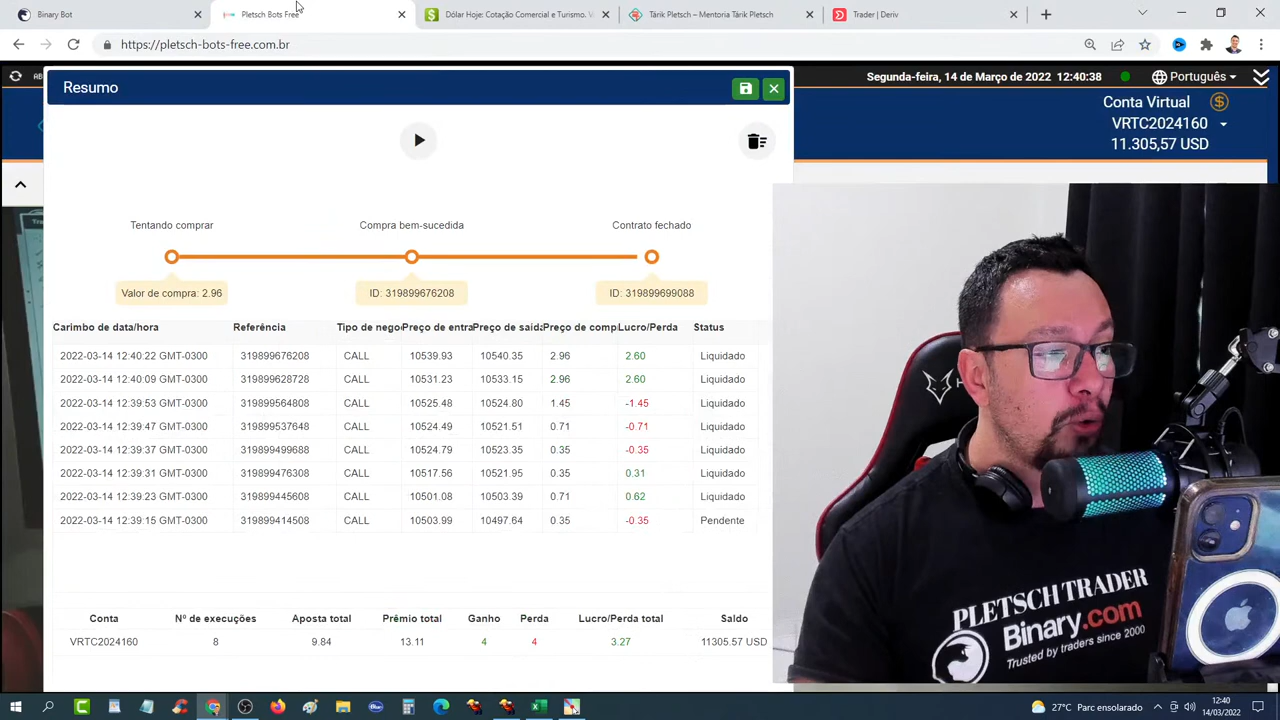 Binary Bot
Pletsch Bots Free
Dólar Hoje: Cotação Comercial e Turismo.
Tárik Pletsch – Mentoria Tárik Pletsch
Trader | Deriv
https://pletsch-bots-free.com.br
Segunda-feira, 14 de Março de 2022 12:40:38
Português
Resumo
Conta Virtual
VRTC2024160
11.305,57 USD
Tentando comprar
Compra bem-sucedida
Contrato fechado
Valor de compra: 2.96
ID: 319899676208
ID: 319899699088
Carimbo de data/hora Referência Tipo de nego Preço de entra Preço de saída Preço de comp Lucro/Perda Status
2022-03-14 12:40:22 GMT-0300 319899676208 CALL 10539.93 10540.35 2.96 2.60 Liquidado
2022-03-14 12:40:09 GMT-0300 319899628728 CALL 10531.23 10533.15 2.96 2.60 Liquidado
2022-03-14 12:39:53 GMT-0300 319899564808 CALL 10525.48 10524.80 1.45 -1.45 Liquidado
2022-03-14 12:39:47 GMT-0300 319899537648 CALL 10524.49 10521.51 0.71 -0.71 Liquidado
2022-03-14 12:39:37 GMT-0300 319899499688 CALL 10524.79 10523.35 0.35 -0.35 Liquidado
2022-03-14 12:39:31 GMT-0300 319899476308 CALL 10517.56 10521.95 0.35 0.31 Liquidado
2022-03-14 12:39:23 GMT-0300 319899445608 CALL 10501.08 10503.39 0.71 0.62 Liquidado
2022-03-14 12:39:15 GMT-0300 319899414508 CALL 10503.99 10497.64 0.35 -0.35 Pendente
Conta Nº de execuções Aposta total Prêmio total Ganho Perda Lucro/Perda total Saldo
VRTC2024160 8 9.84 13.11 4 4 3.27 11305.57 USD
PLETSCH TRADER
Binary.com
Trusted by traders since 2000
27°C Parc ensolarado
12:40
14/03/2022